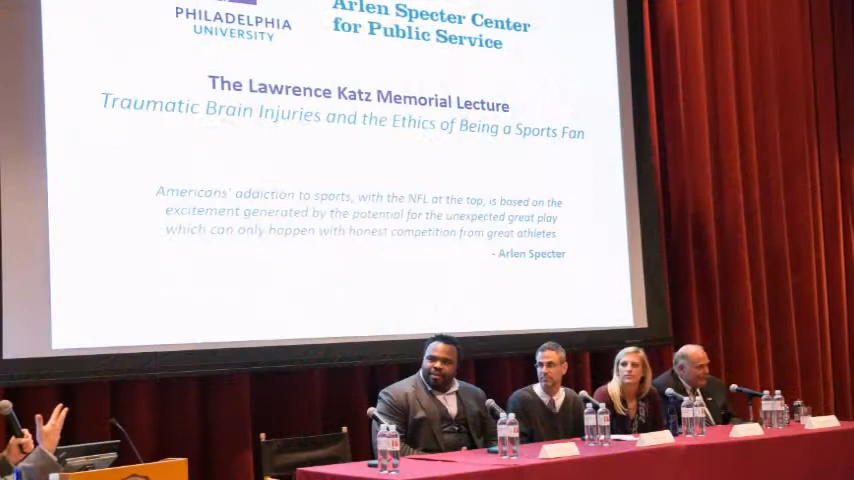 PHILADELPHIA
UNIVERSITY
Arlen Specter Center
for Public Service
The Lawrence Katz Memorial Lecture
Traumatic Brain Injuries and the Ethics of Being a Sports Fan
Americans' addiction to sports, with the NFL at the top, is based on the
excitement generated by the potential for the unexpected great play
which can only happen with honest competition from great athletes.
- Arlen Specter